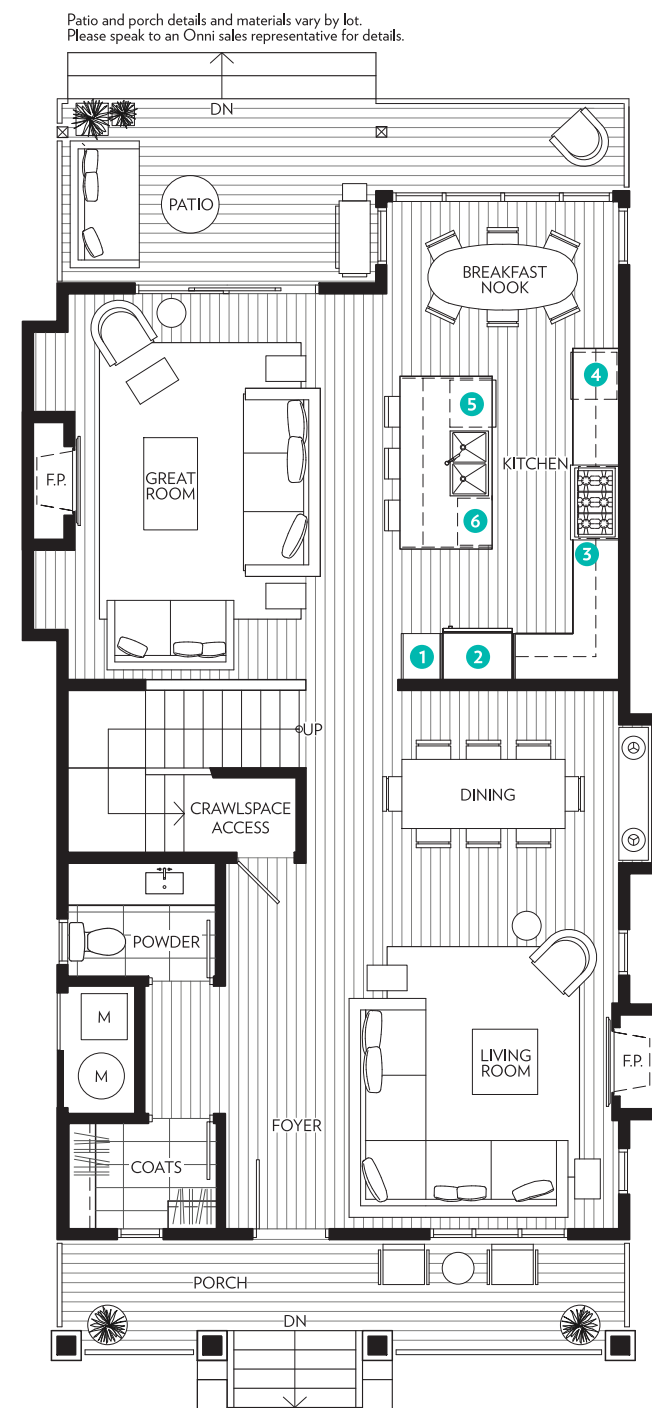 Patio and porch details and materials vary by lot.
Please speak to an Onni sales representative for details.
DN
PATIO
BREAKFAST
NOOK
4
5
KITCHEN
F.P.
GREAT
ROOM
6
3
1
2
UP
DINING
CRAWLSPACE
ACCESS
POWDER
M
LIVING
ROOM
F.P.
M
FOYER
COATS
PORCH
DN